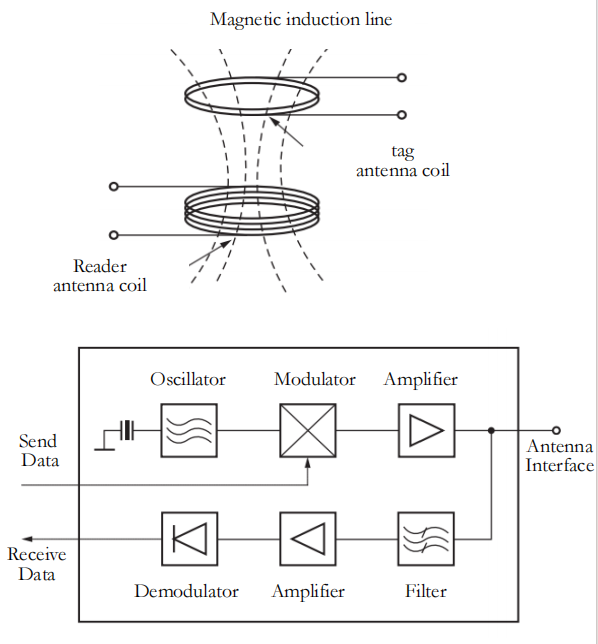 Magnetic induction line
tag
antenna coil
Reader
antenna coil
Oscillator
Modulator
Amplifier
Send
Data
Antenna
Interface
Receive
Data
Demodulator
Amplifier
Filter